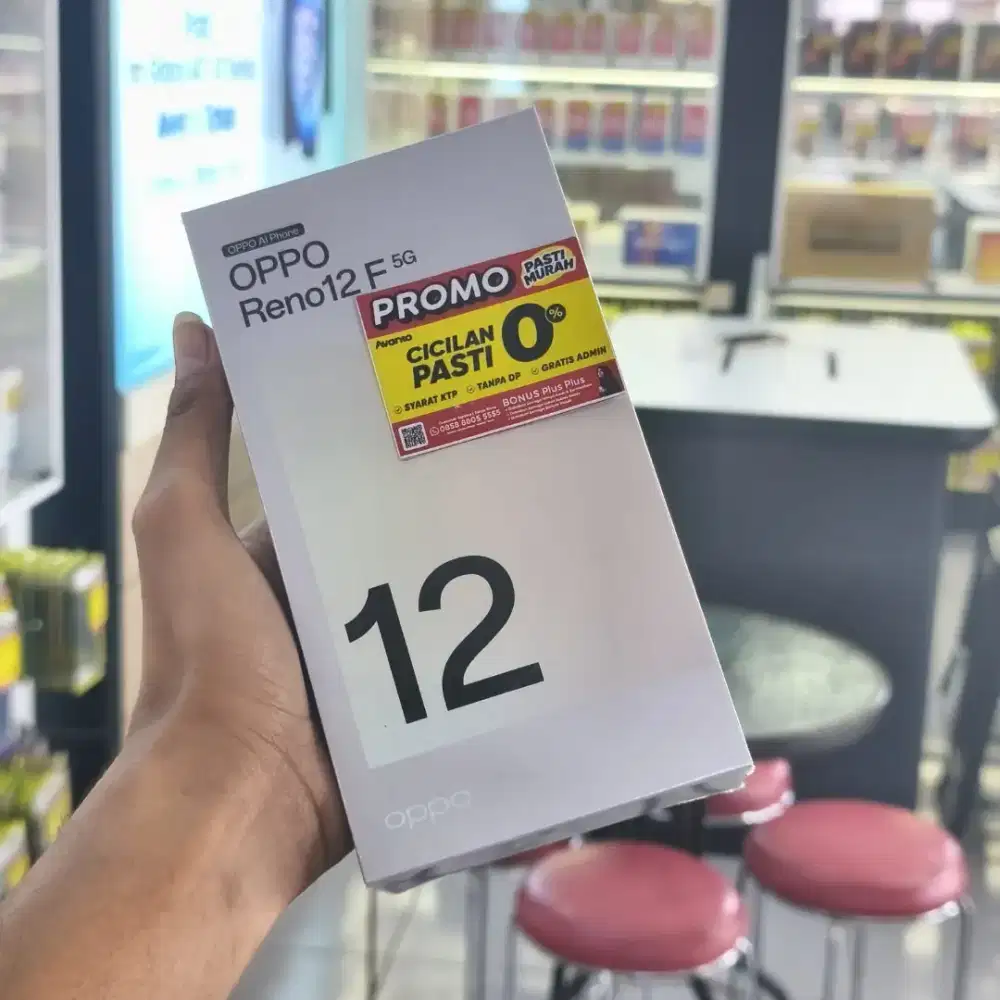 OPPO AI Phone
OPPO
Reno12 F 5G
PROMO PASTI MURAH
Avanto
CICILAN PASTI 0%
SYARAT KTP TANPA DP GRATIS ADMIN
BONUS Plus Plus
12
oppo